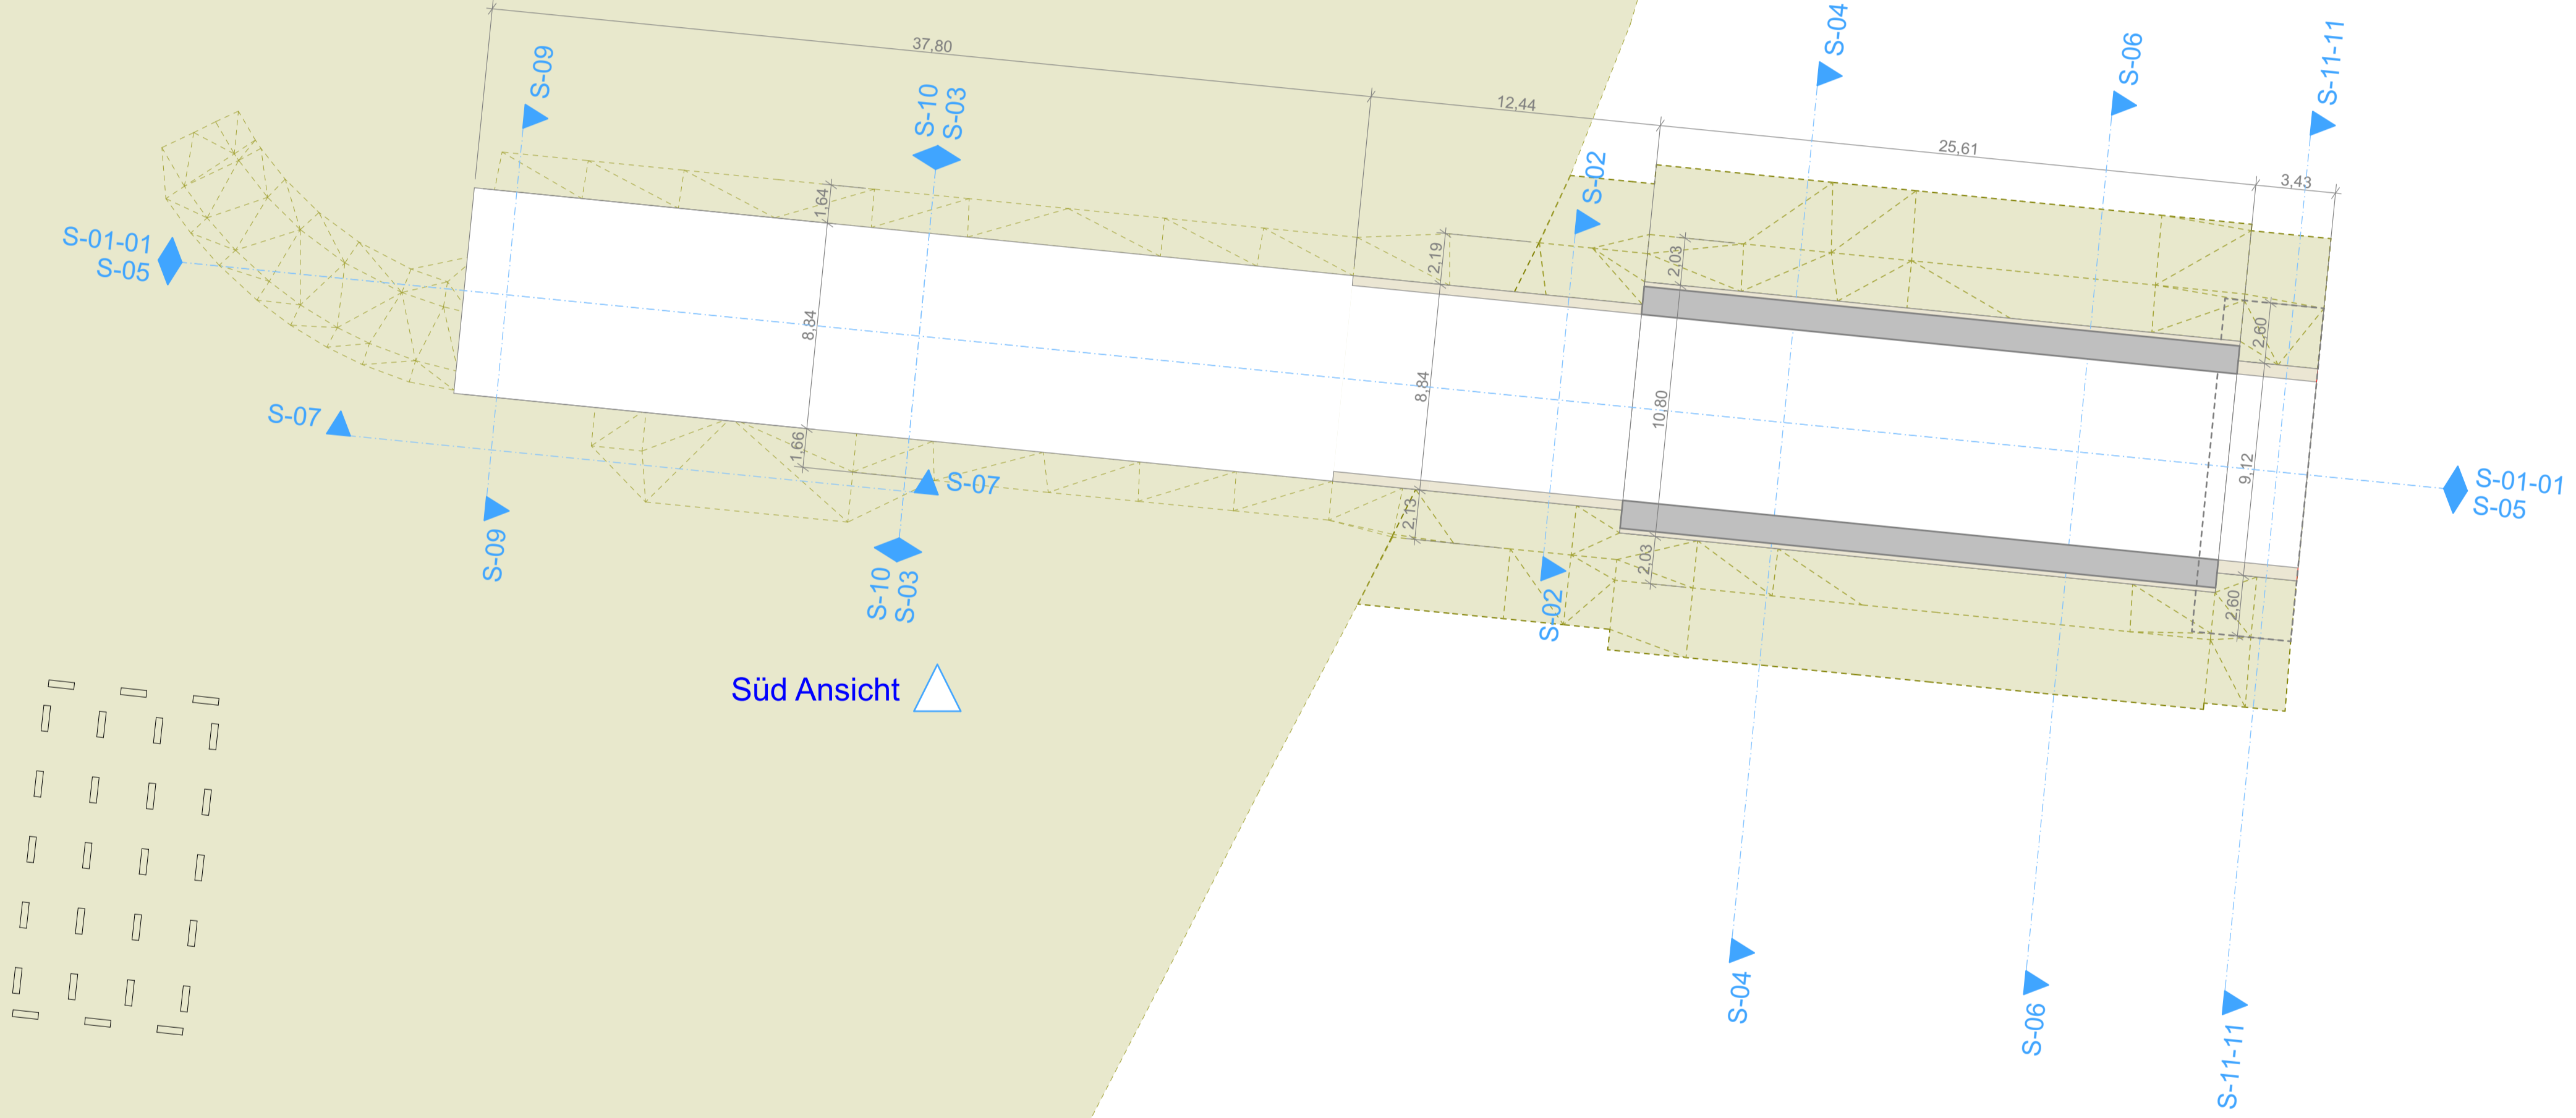 37,80
12,44
25,61
3,43
S-09
S-10
S-03
S-02
S-04
S-06
S-11-11
S-01-01
S-05
1,64
8,84
1,66
2,19
8,84
2,13
2,03
10,80
2,03
2,60
9,12
2,60
S-07
S-07
S-01-01
S-05
S-09
S-10
S-03
S-02
Süd Ansicht
S-04
S-06
S-11-11